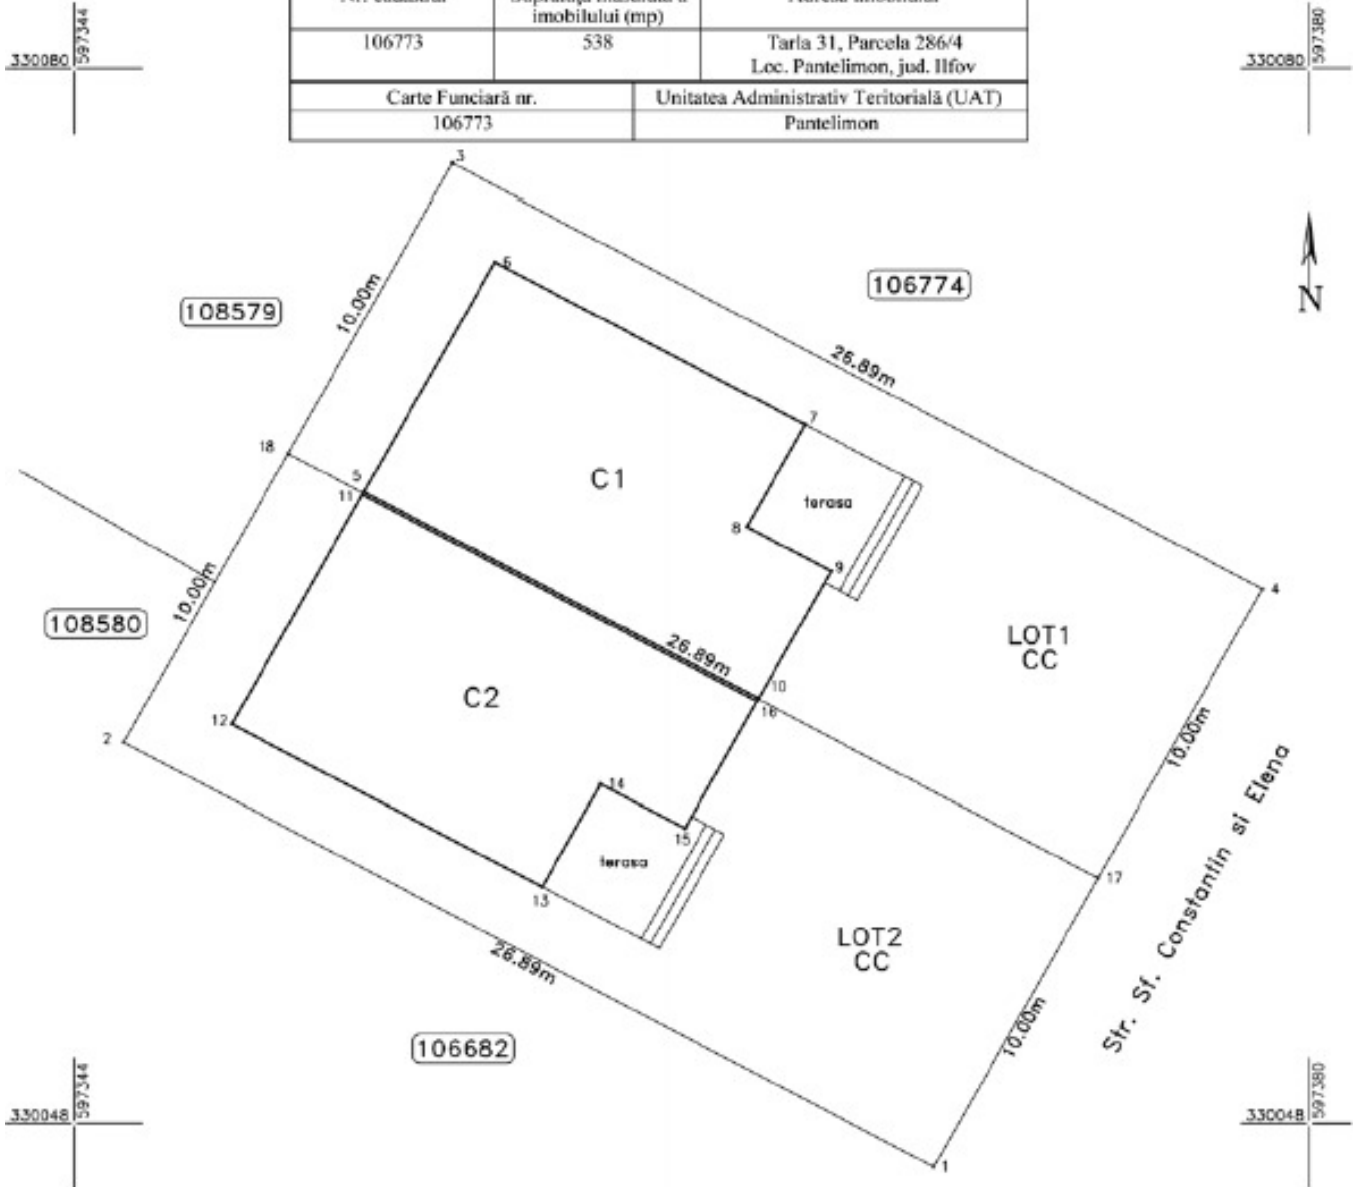 imobilului (mp)
106773
538
Tarla 31, Parcela 286/4
Loc. Pantelimon, jud. Ilfov
Carte Funciară nr.
Unitatea Administrativ Teritorială (UAT)
106773
Pantelimon
330080
597344
330080
597380
3
6
10.00m
108579
106774
N
26.89m
7
18
5
11
C1
terasa
8
9
10.00m
108580
4
LOT1
CC
26.89m
10
16
C2
12
2
10.00m
14
15
terasa
13
17
Str. Sf. Constantin si Elena
LOT2
CC
26.89m
10.00m
106682
330048
597344
330048
597380
1